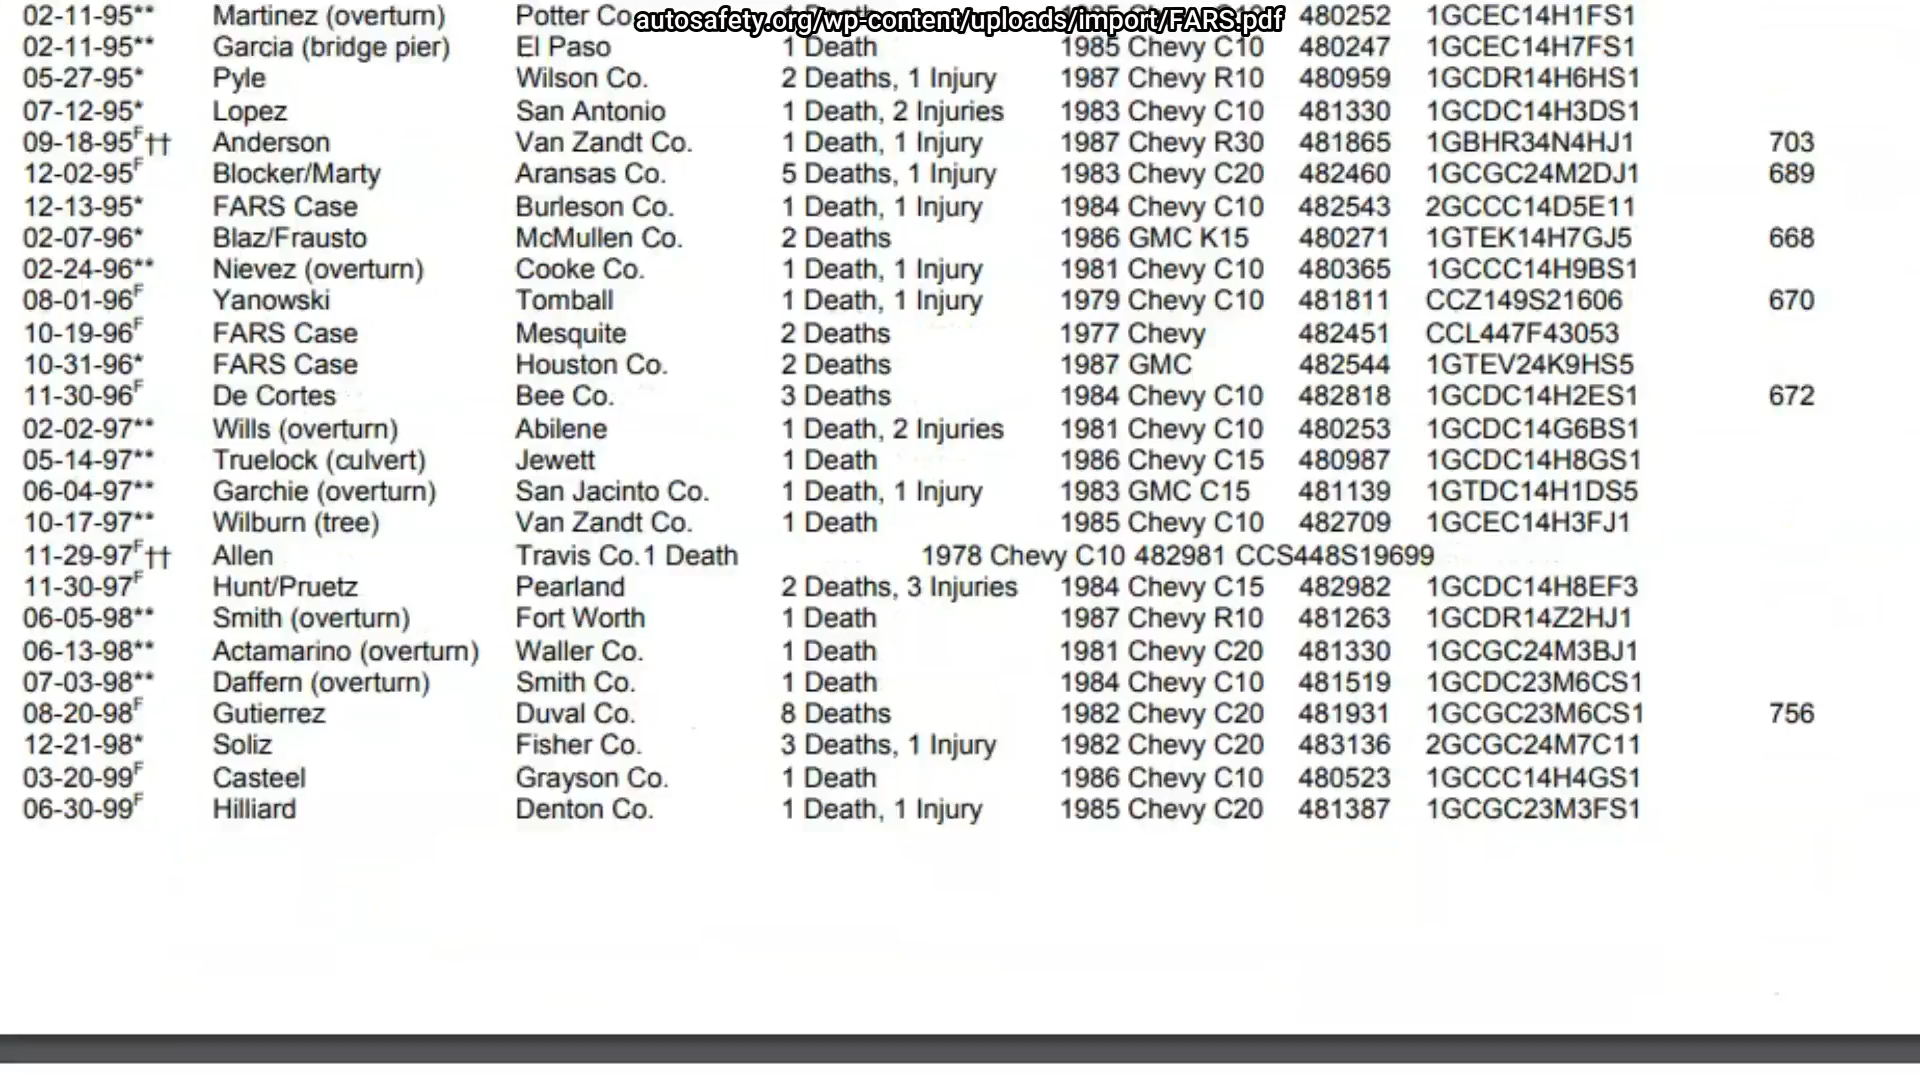 autosafety.org/wp-content/uploads/import/FARS.pdf
02-11-95** Martinez (overturn) Potter Co. 1 Death 1985 Chevy C10 480252 1GCEC14H1FS1
02-11-95** Garcia (bridge pier) El Paso 1 Death 1985 Chevy C10 480247 1GCEC14H7FS1
05-27-95* Pyle Wilson Co. 2 Deaths, 1 Injury 1987 Chevy R10 480959 1GCDR14H6HS1
07-12-95* Lopez San Antonio 1 Death, 2 Injuries 1983 Chevy C10 481330 1GCDC14H3DS1
09-18-95F†† Anderson Van Zandt Co. 1 Death, 1 Injury 1987 Chevy R30 481865 1GBHR34N4HJ1 703
12-02-95F Blocker/Marty Aransas Co. 5 Deaths, 1 Injury 1983 Chevy C20 482460 1GCGC24M2DJ1 689
12-13-95* FARS Case Burleson Co. 1 Death, 1 Injury 1984 Chevy C10 482543 2GCCC14D5E11
02-07-96* Blaz/Frausto McMullen Co. 2 Deaths 1986 GMC K15 480271 1GTEK14H7GJ5 668
02-24-96** Nievez (overturn) Cooke Co. 1 Death, 1 Injury 1981 Chevy C10 480365 1GCCC14H9BS1
08-01-96F Yanowski Tomball 1 Death, 1 Injury 1979 Chevy C10 481811 CCZ149S21606 670
10-19-96F FARS Case Mesquite 2 Deaths 1977 Chevy 482451 CCL447F43053
10-31-96* FARS Case Houston Co. 2 Deaths 1987 GMC 482544 1GTEV24K9HS5
11-30-96F De Cortes Bee Co. 3 Deaths 1984 Chevy C10 482818 1GCDC14H2ES1 672
02-02-97** Wills (overturn) Abilene 1 Death, 2 Injuries 1981 Chevy C10 480253 1GCDC14G6BS1
05-14-97** Truelock (culvert) Jewett 1 Death 1986 Chevy C15 480987 1GCDC14H8GS1
06-04-97** Garchie (overturn) San Jacinto Co. 1 Death, 1 Injury 1983 GMC C15 481139 1GTDC14H1DS5
10-17-97** Wilburn (tree) Van Zandt Co. 1 Death 1985 Chevy C10 482709 1GCEC14H3FJ1
11-29-97F†† Allen Travis Co.1 Death 1978 Chevy C10 482981 CCS448S19699
11-30-97F Hunt/Pruetz Pearland 2 Deaths, 3 Injuries 1984 Chevy C15 482982 1GCDC14H8EF3
06-05-98** Smith (overturn) Fort Worth 1 Death 1987 Chevy R10 481263 1GCDR14Z2HJ1
06-13-98** Actamarino (overturn) Waller Co. 1 Death 1981 Chevy C20 481330 1GCGC24M3BJ1
07-03-98** Daffern (overturn) Smith Co. 1 Death 1984 Chevy C10 481519 1GCDC23M6CS1
08-20-98F Gutierrez Duval Co. 8 Deaths 1982 Chevy C20 481931 1GCGC23M6CS1 756
12-21-98* Soliz Fisher Co. 3 Deaths, 1 Injury 1982 Chevy C20 483136 2GCGC24M7C11
03-20-99F Casteel Grayson Co. 1 Death 1986 Chevy C10 480523 1GCCC14H4GS1
06-30-99F Hilliard Denton Co. 1 Death, 1 Injury 1985 Chevy C20 481387 1GCGC23M3FS1